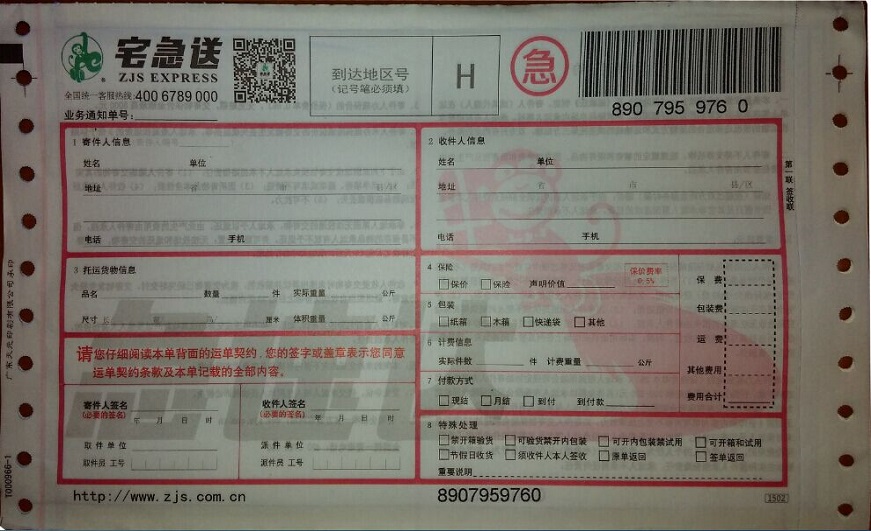 宅急送
ZJS EXPRESS
全国统一客服热线 400 6789 000
业务通知单号:
到达地区号
(记号笔必须填)
H
急
890 795 976 0
1 寄件人信息
姓名 单位
地址 省 市 县/区
电话 手机
2 收件人信息
姓名 单位
地址 省 市 县/区
电话 手机
第一联 签收联
3 托运货物信息
品名 数量 件 实际重量 公斤
尺寸 长 宽 高 厘米 体积重量 公斤
请您仔细阅读本单背面的运单契约,您的签字或盖章表示您同意
运单契约条款及本单记载的全部内容。
寄件人签名
(必要的签名) 年 月 日 时
取件单位
取件员 工号
收件人签名
(必要的签名) 年 月 日 时
派件单位
派件员 工号
4 保险
保价 保险 声明价值
保价费率
0.5%
5 包装
纸箱 木箱 快递袋 其他
6 计费信息
实际件数 件 计费重量 公斤
7 付款方式
现结 月结 到付 到付款
保费
包装费
运费
其他费用
费用合计
8 特殊处理
禁开箱验货 可验货禁开内包装 可开内包装禁试用 可开箱和试用
节假日收货 须收件人本人签收 原单返回 签单返回
重要说明
http://www.zjs.com.cn
8907959760
1502
T000966-1